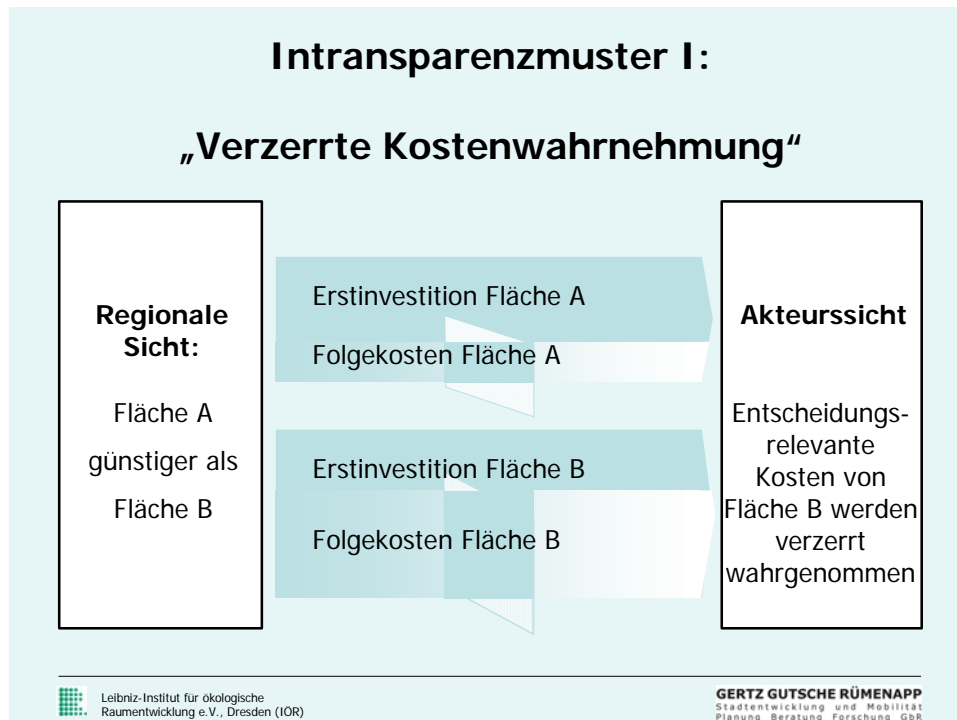 Intransparenzmuster I:
„Verzerrte Kostenwahrnehmung“
Regionale
Sicht:
Fläche A
günstiger als
Fläche B
Erstinvestition Fläche A
Folgekosten Fläche A
Erstinvestition Fläche B
Folgekosten Fläche B
Akteurssicht
Entscheidungs-
relevante
Kosten von
Fläche B werden
verzerrt
wahrgenommen
Leibniz-Institut für ökologische
Raumentwicklung e.V., Dresden (IÖR)
GERTZ GUTSCHE RÜMENAPP
Stadtentwicklung und Mobilität
Planung Beratung Forschung GbR